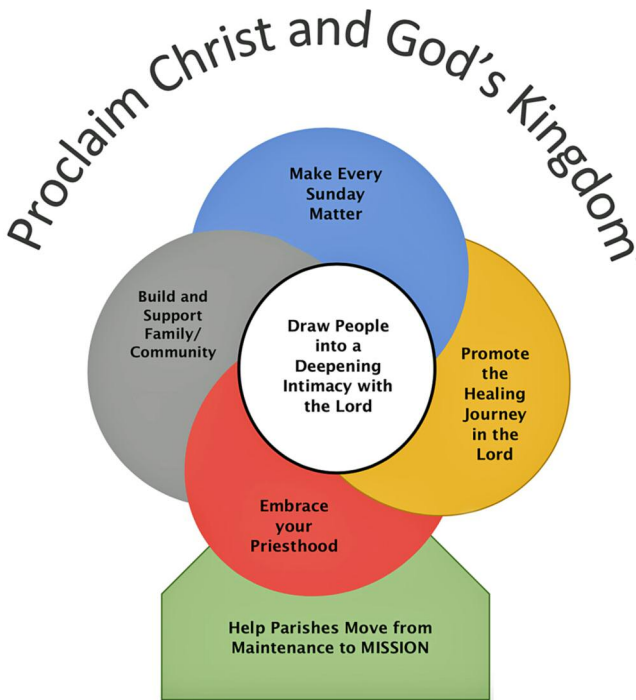 Proclaim Christ and God's Kingdom
Make Every
Sunday
Matter
Build and
Support
Family/
Community
Draw People
into a
Deepening
Intimacy with
the Lord
Promote
the
Healing
Journey
in the
Lord
Embrace
your
Priesthood
Help Parishes Move from
Maintenance to MISSION